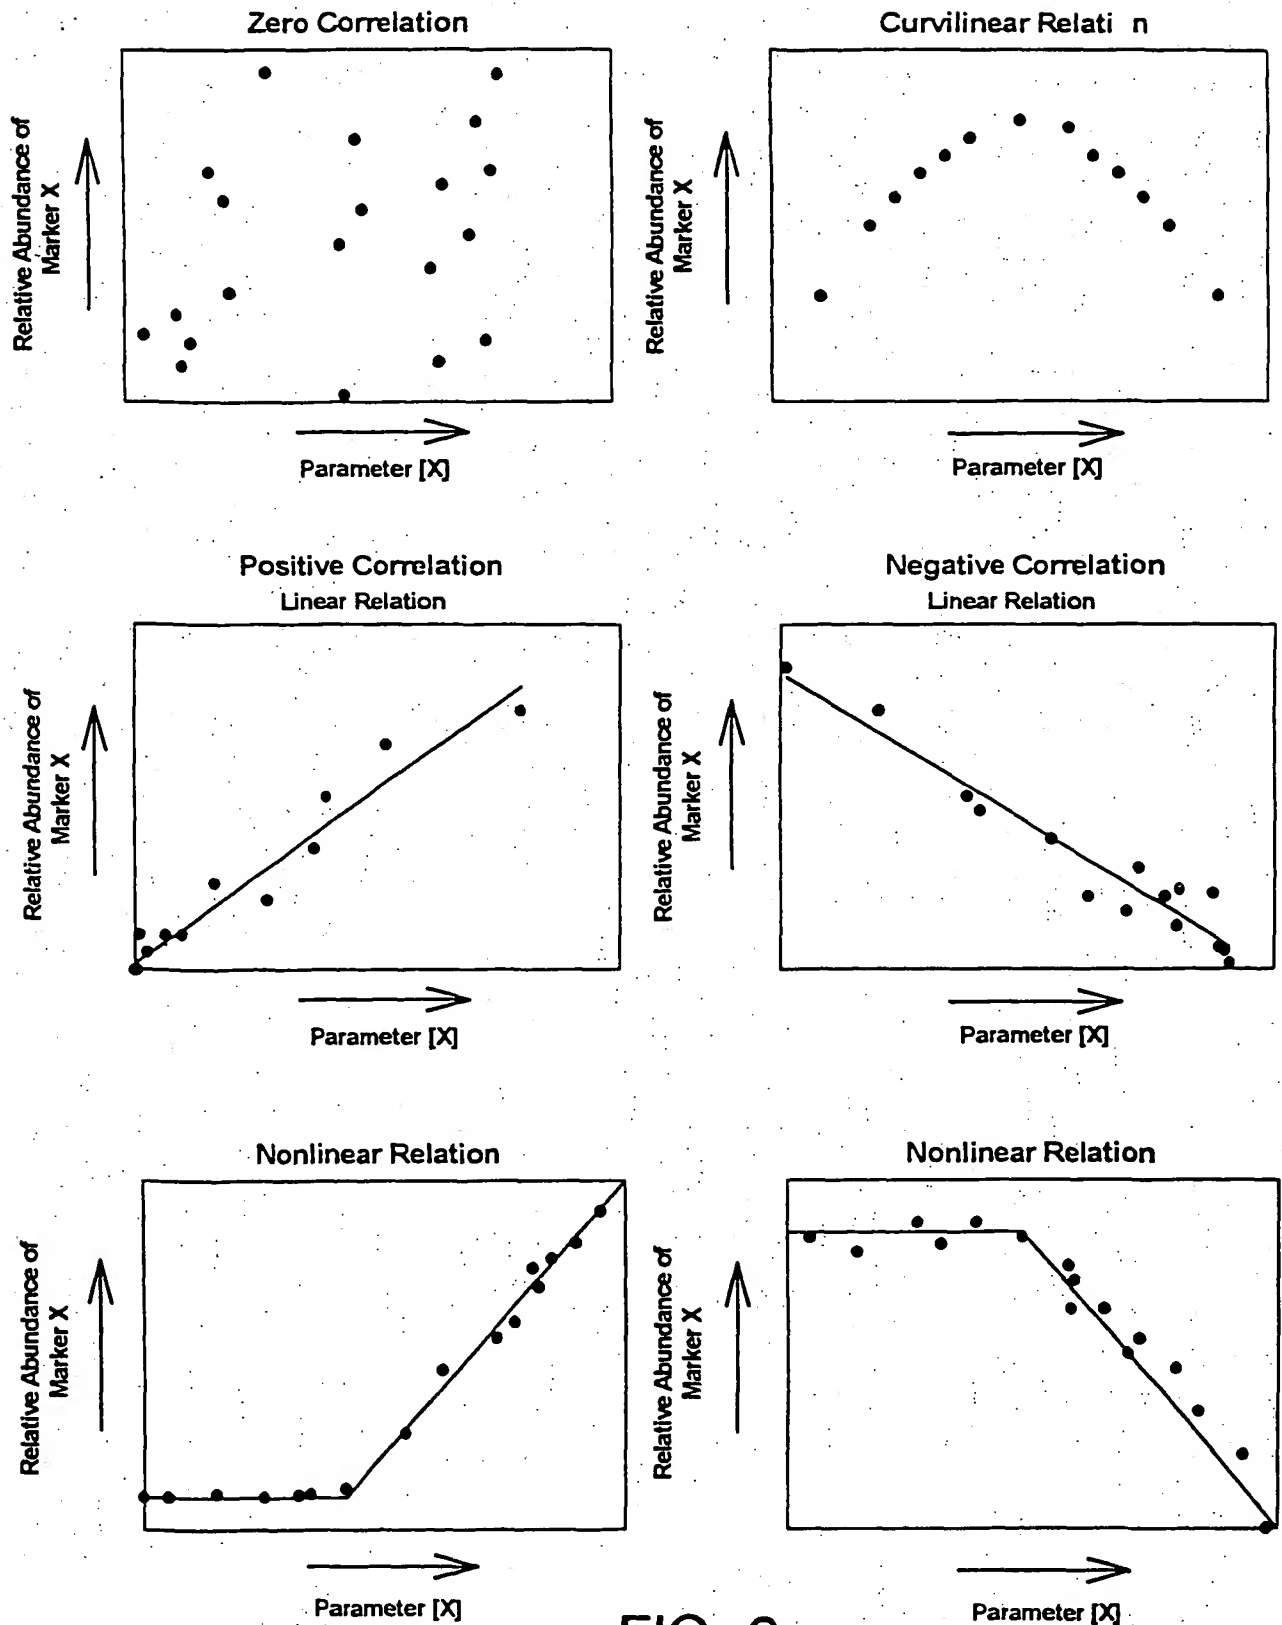 Zero Correlation
Relative Abundance of
Marker X
Parameter [X]
Curvilinear Relati n
Relative Abundance of
Marker X
Parameter [X]
Positive Correlation
Linear Relation
Relative Abundance of
Marker X
Parameter [X]
Negative Correlation
Linear Relation
Relative Abundance of
Marker X
Parameter [X]
Nonlinear Relation
Relative Abundance of
Marker X
Parameter [X]
Nonlinear Relation
Relative Abundance of
Marker X
Parameter [X]